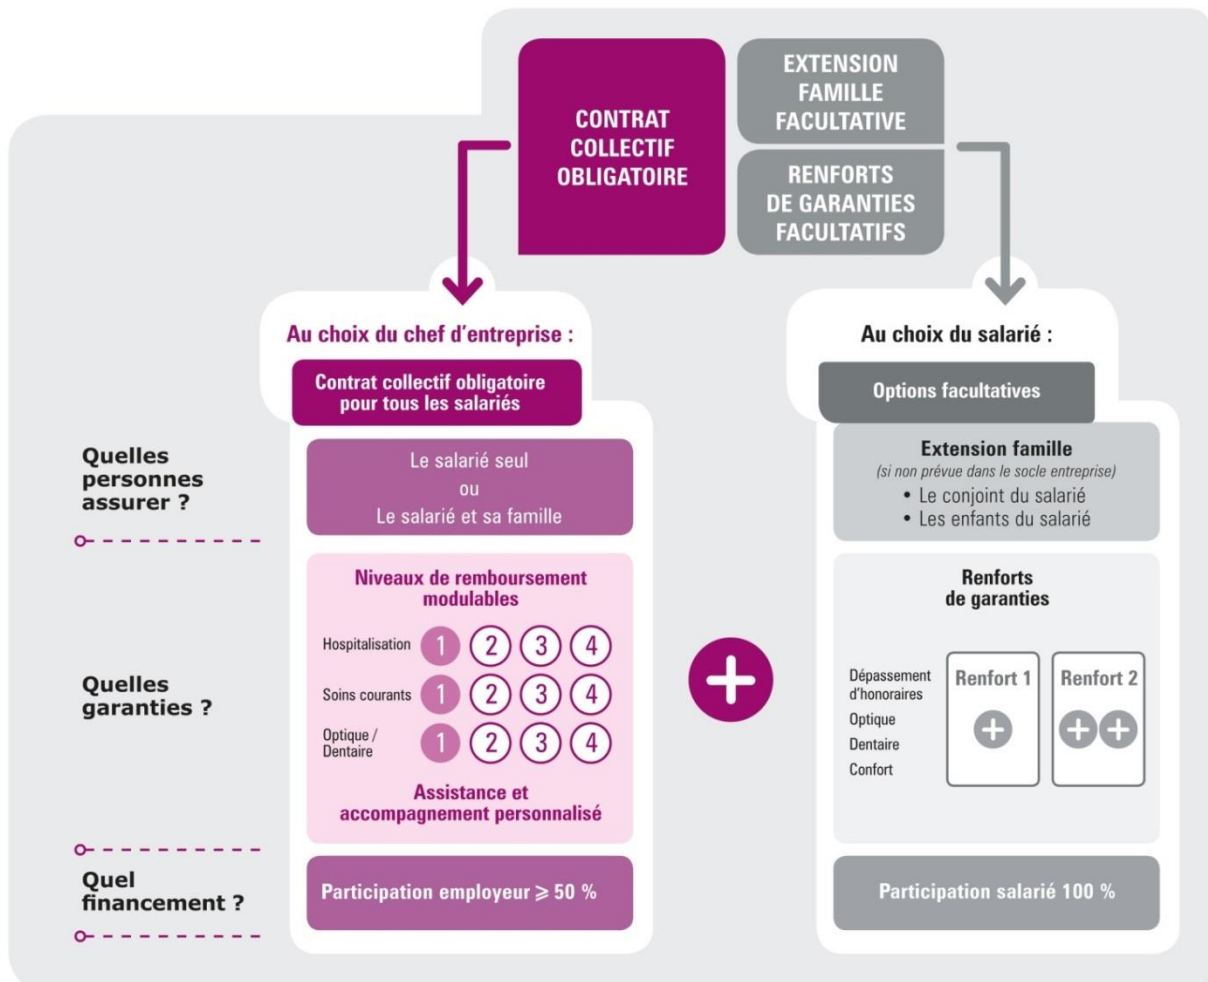 CONTRAT
COLLECTIF
OBLIGATOIRE
EXTENSION
FAMILLE
FACULTATIVE
RENFORTS
DE GARANTIES
FACULTATIFS
Au choix du chef d'entreprise :
Contrat collectif obligatoire
pour tous les salariés
Au choix du salarié :
Options facultatives
Quelles
personnes
assurer ?
Le salarié seul
ou
Le salarié et sa famille
Extension famille
(si non prévue dans le socle entreprise)
• Le conjoint du salarié
• Les enfants du salarié
Quelles
garanties ?
Niveaux de remboursement
modulables
Hospitalisation 1 2 3 4
Soins courants 1 2 3 4
Optique /
Dentaire 1 2 3 4
Assistance et
accompagnement personnalisé
+
Renforts
de garanties
Dépassement
d'honoraires
Optique
Dentaire
Confort
Renfort 1
+
Renfort 2
++
Quel
financement ?
Participation employeur ⩾ 50 %
Participation salarié 100 %